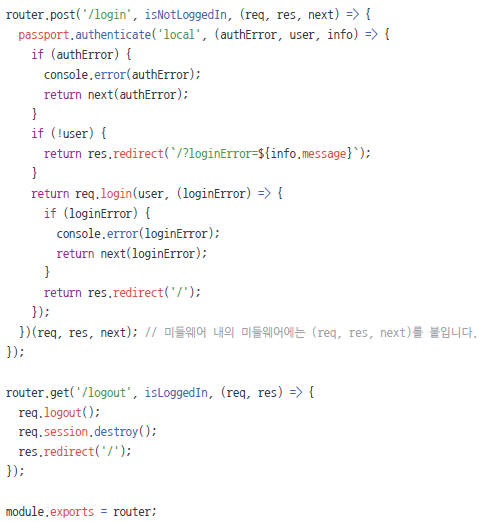 router.post('/login', isNotLoggedIn, (req, res, next) => {
  passport.authenticate('local', (authError, user, info) => {
    if (authError) {
      console.error(authError);
      return next(authError);
    }
    if (!user) {
      return res.redirect(`/?loginError=${info.message}`);
    }
    return req.login(user, (loginError) => {
      if (loginError) {
        console.error(loginError);
        return next(loginError);
      }
      return res.redirect('/');
    });
  })(req, res, next); // 미들웨어 내의 미들웨어에는 (req, res, next)를 붙입니다.
});

router.get('/logout', isLoggedIn, (req, res) => {
  req.logout();
  req.session.destroy();
  res.redirect('/');
});

module.exports = router;